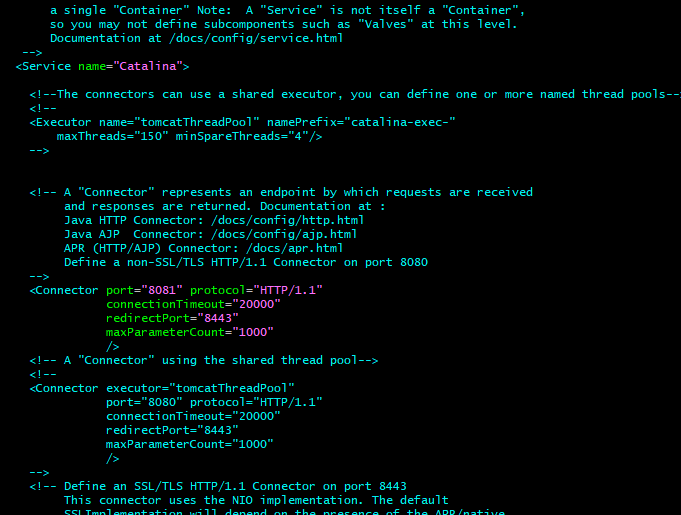 a single "Container" Note:  A "Service" is not itself a "Container",
so you may not define subcomponents such as "Valves" at this level.
Documentation at /docs/config/service.html
-->
<Service name="Catalina">
<!--The connectors can use a shared executor, you can define one or more named thread pools--
<!--
<Executor name="tomcatThreadPool" namePrefix="catalina-exec-"
maxThreads="150" minSpareThreads="4"/>
-->
<!-- A "Connector" represents an endpoint by which requests are received
and responses are returned. Documentation at :
Java HTTP Connector: /docs/config/http.html
Java AJP  Connector: /docs/config/ajp.html
APR (HTTP/AJP) Connector: /docs/apr.html
Define a non-SSL/TLS HTTP/1.1 Connector on port 8080
-->
<Connector port="8081" protocol="HTTP/1.1"
connectionTimeout="20000"
redirectPort="8443"
maxParameterCount="1000"
/>
<!-- A "Connector" using the shared thread pool-->
<!--
<Connector executor="tomcatThreadPool"
port="8080" protocol="HTTP/1.1"
connectionTimeout="20000"
redirectPort="8443"
maxParameterCount="1000"
/>
-->
<!-- Define an SSL/TLS HTTP/1.1 Connector on port 8443
This connector uses the NIO implementation. The default
SSLImplementation will depend on the presence of the APR/native